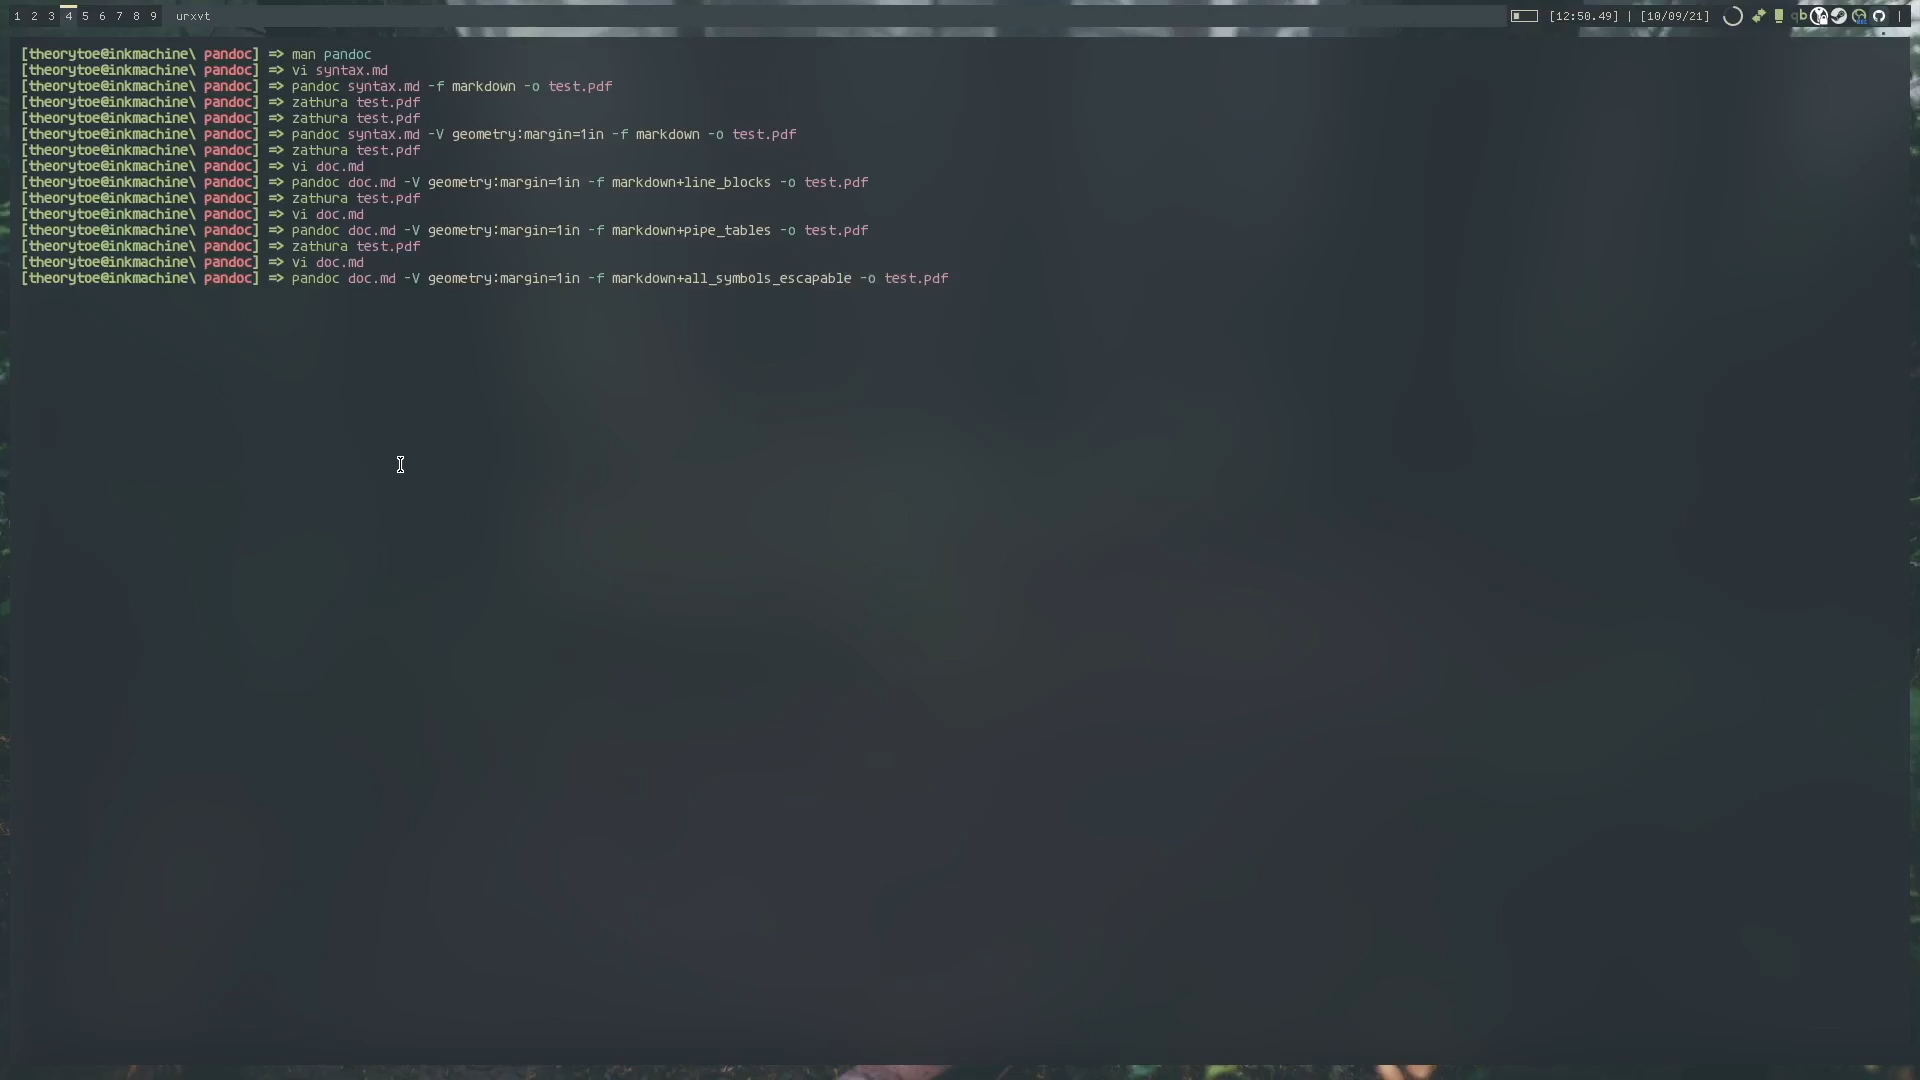 1 2 3 4 5 6 7 8 9 urxvt [12:50.49] | [10/09/21] qb |
[theorytoe@inkmachine\ pandoc] => man pandoc
[theorytoe@inkmachine\ pandoc] => vi syntax.md
[theorytoe@inkmachine\ pandoc] => pandoc syntax.md -f markdown -o test.pdf
[theorytoe@inkmachine\ pandoc] => zathura test.pdf
[theorytoe@inkmachine\ pandoc] => zathura test.pdf
[theorytoe@inkmachine\ pandoc] => pandoc syntax.md -V geometry:margin=1in -f markdown -o test.pdf
[theorytoe@inkmachine\ pandoc] => zathura test.pdf
[theorytoe@inkmachine\ pandoc] => vi doc.md
[theorytoe@inkmachine\ pandoc] => pandoc doc.md -V geometry:margin=1in -f markdown+line_blocks -o test.pdf
[theorytoe@inkmachine\ pandoc] => zathura test.pdf
[theorytoe@inkmachine\ pandoc] => vi doc.md
[theorytoe@inkmachine\ pandoc] => pandoc doc.md -V geometry:margin=1in -f markdown+pipe_tables -o test.pdf
[theorytoe@inkmachine\ pandoc] => zathura test.pdf
[theorytoe@inkmachine\ pandoc] => vi doc.md
[theorytoe@inkmachine\ pandoc] => pandoc doc.md -V geometry:margin=1in -f markdown+all_symbols_escapable -o test.pdf